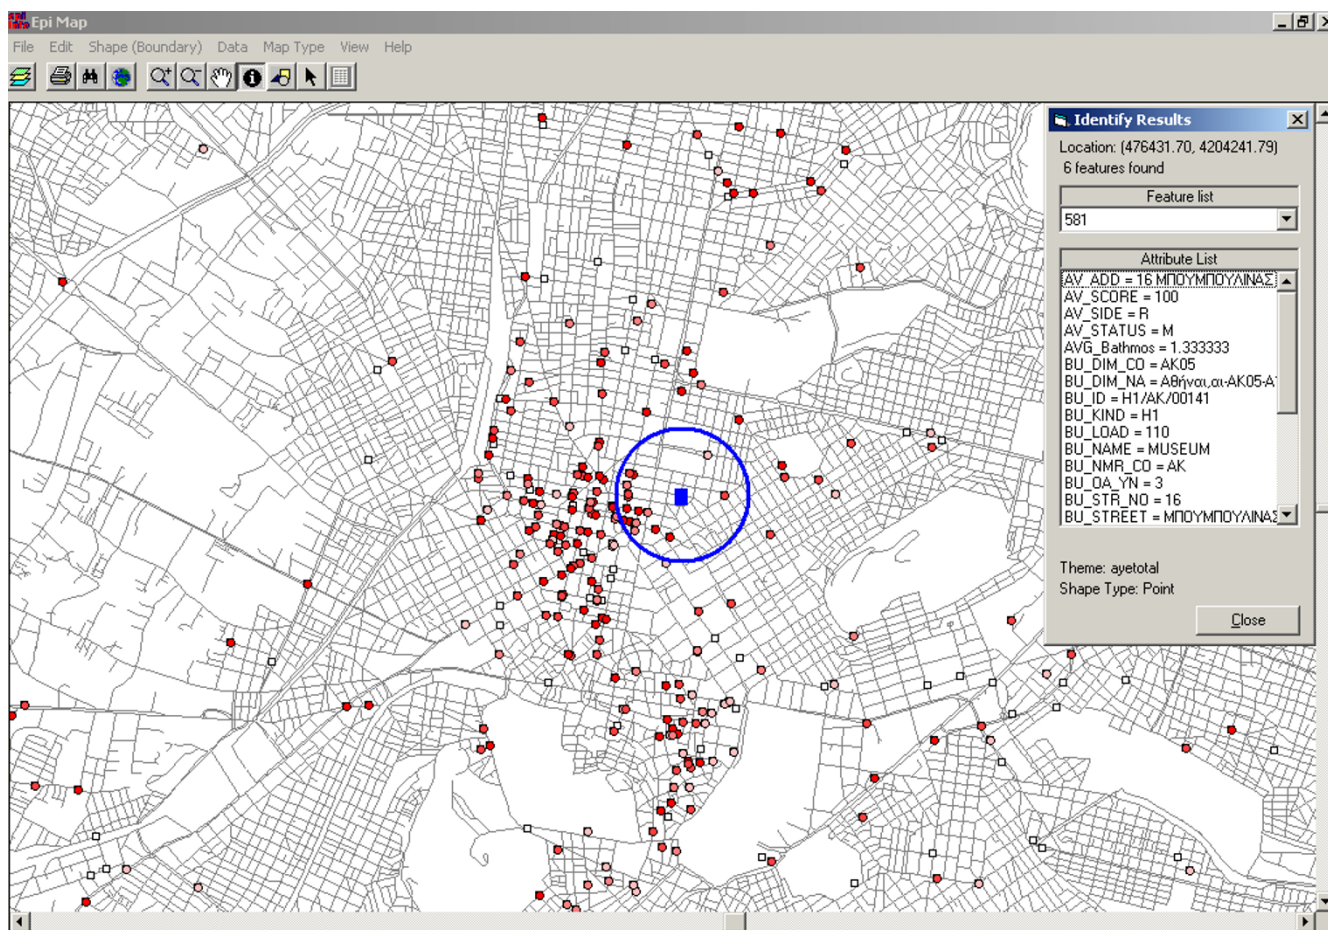 Epi Map
File Edit Shape (Boundary) Data Map Type View Help
Identify Results
Location: (476431.70, 4204241.79)
6 features found
Feature list
581
Attribute List
AV_ADD = 16 ΜΠΟΥΜΠΟΥΛΙΝΑΣ
AV_SCORE = 100
AV_SIDE = R
AV_STATUS = M
AVG_Bathmos = 1.333333
BU_DIM_CO = AK05
BU_DIM_NA = Αθήναι,αι-AK05-Α
BU_ID = H1/AK/00141
BU_KIND = H1
BU_LOAD = 110
BU_NAME = MUSEUM
BU_NMR_CO = AK
BU_OA_YN = 3
BU_STR_NO = 16
BU_STREET = ΜΠΟΥΜΠΟΥΛΙΝΑΣ
Theme: ayetotal
Shape Type: Point
Close